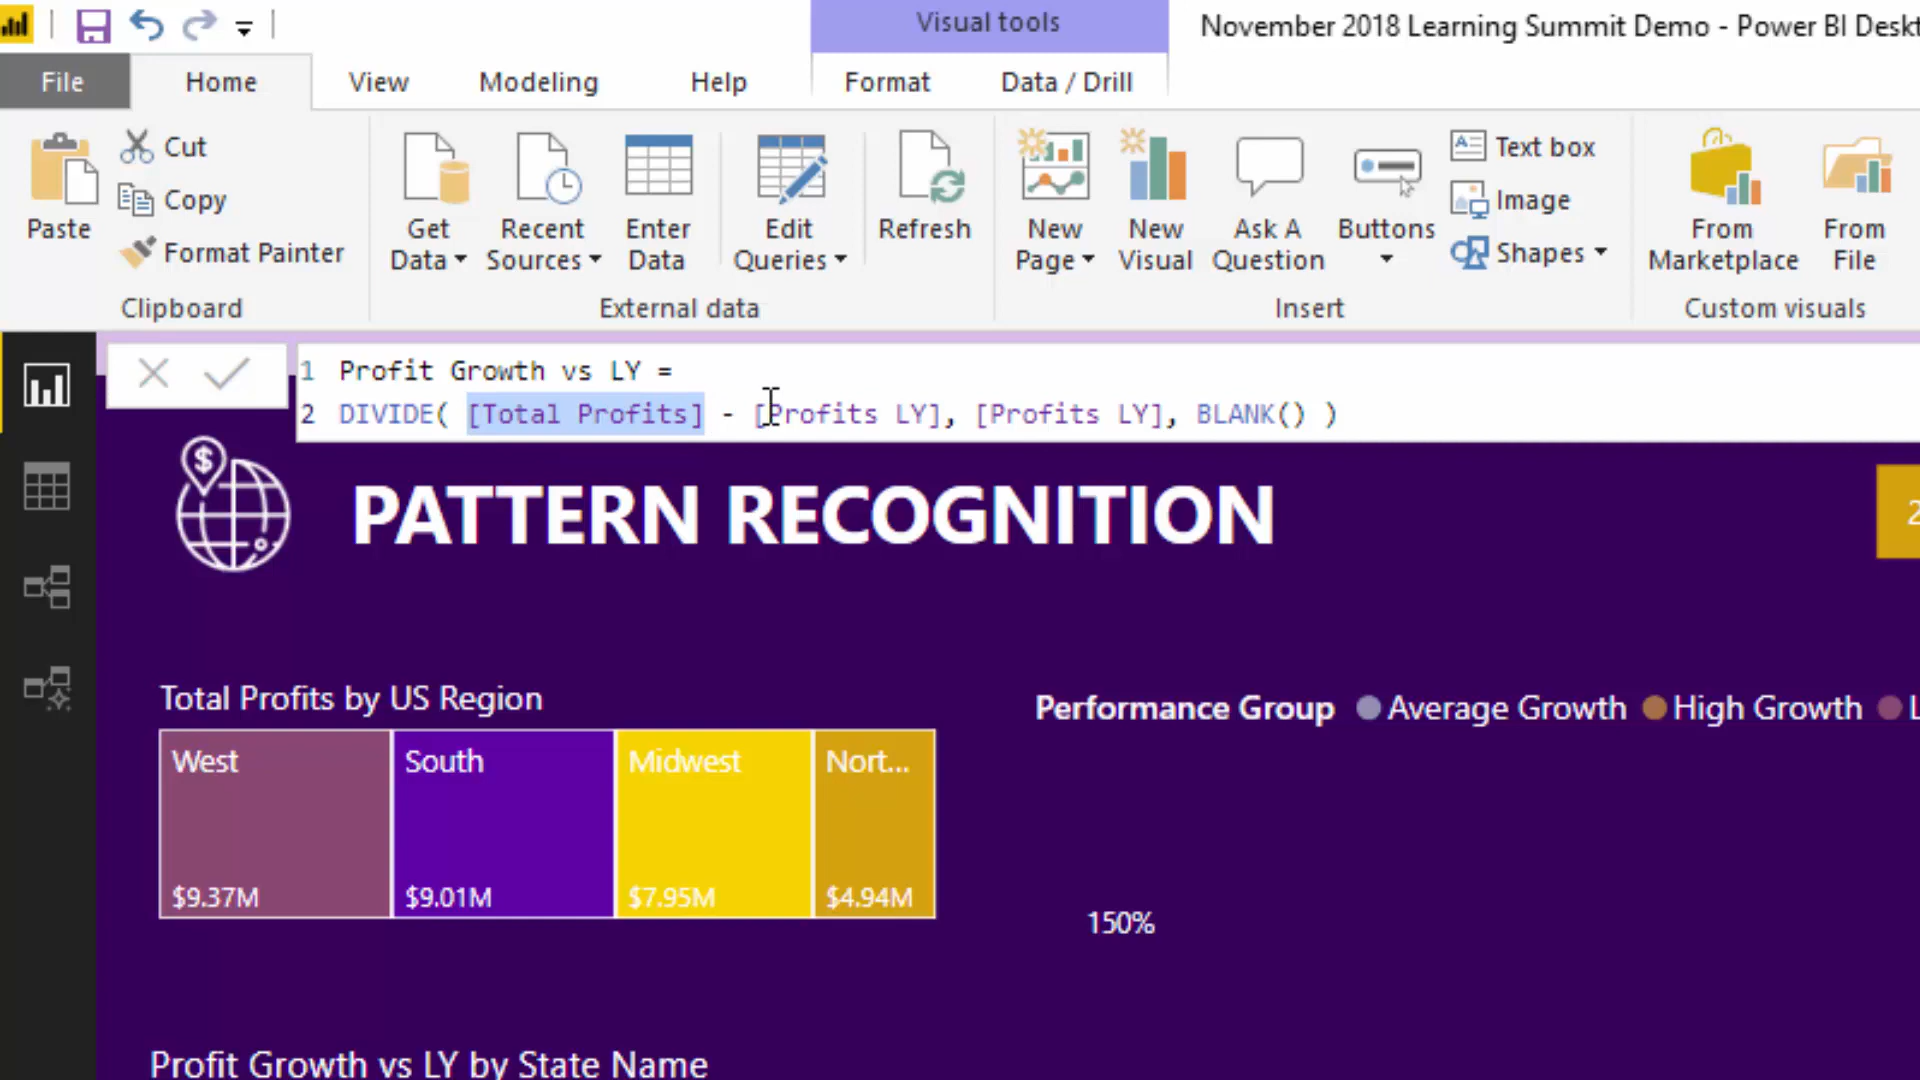 Visual tools
November 2018 Learning Summit Demo - Power BI Deskt
File Home View Modeling Help Format Data / Drill
Paste
Cut
Copy
Format Painter
Clipboard
Get Data
Recent Sources
Enter Data
Edit Queries
Refresh
External data
New Page
New Visual
Ask A Question
Buttons
Text box
Image
Shapes
Insert
From Marketplace
From File
Custom visuals
1 Profit Growth vs LY =
2 DIVIDE( [Total Profits] - [Profits LY], [Profits LY], BLANK() )
$
PATTERN RECOGNITION
2
Total Profits by US Region
West South Midwest Nort...
$9.37M $9.01M $7.95M $4.94M
Performance Group Average Growth High Growth L
150%
Profit Growth vs LY by State Name